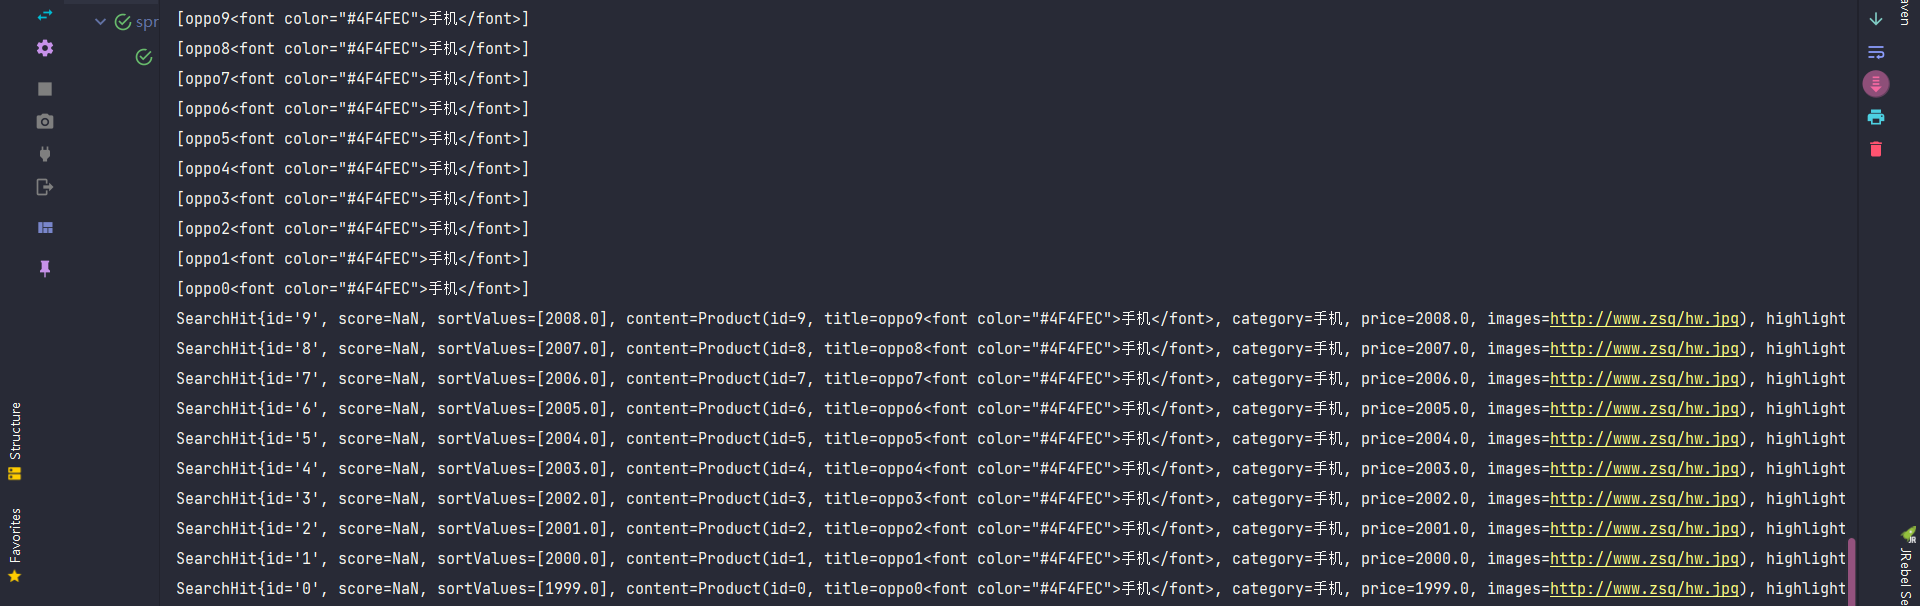 spr
[oppo9<font color="#4F4FEC">手机</font>]
[oppo8<font color="#4F4FEC">手机</font>]
[oppo7<font color="#4F4FEC">手机</font>]
[oppo6<font color="#4F4FEC">手机</font>]
[oppo5<font color="#4F4FEC">手机</font>]
[oppo4<font color="#4F4FEC">手机</font>]
[oppo3<font color="#4F4FEC">手机</font>]
[oppo2<font color="#4F4FEC">手机</font>]
[oppo1<font color="#4F4FEC">手机</font>]
[oppo0<font color="#4F4FEC">手机</font>]
SearchHit{id='9', score=NaN, sortValues=[2008.0], content=Product(id=9, title=oppo9<font color="#4F4FEC">手机</font>, category=手机, price=2008.0, images=http://www.zsq/hw.jpq), highlight
SearchHit{id='8', score=NaN, sortValues=[2007.0], content=Product(id=8, title=oppo8<font color="#4F4FEC">手机</font>, category=手机, price=2007.0, images=http://www.zsq/hw.jpq), highlight
SearchHit{id='7', score=NaN, sortValues=[2006.0], content=Product(id=7, title=oppo7<font color="#4F4FEC">手机</font>, category=手机, price=2006.0, images=http://www.zsq/hw.jpq), highlight
SearchHit{id='6', score=NaN, sortValues=[2005.0], content=Product(id=6, title=oppo6<font color="#4F4FEC">手机</font>, category=手机, price=2005.0, images=http://www.zsq/hw.jpq), highlight
SearchHit{id='5', score=NaN, sortValues=[2004.0], content=Product(id=5, title=oppo5<font color="#4F4FEC">手机</font>, category=手机, price=2004.0, images=http://www.zsq/hw.jpq), highlight
SearchHit{id='4', score=NaN, sortValues=[2003.0], content=Product(id=4, title=oppo4<font color="#4F4FEC">手机</font>, category=手机, price=2003.0, images=http://www.zsq/hw.jpq), highlight
SearchHit{id='3', score=NaN, sortValues=[2002.0], content=Product(id=3, title=oppo3<font color="#4F4FEC">手机</font>, category=手机, price=2002.0, images=http://www.zsq/hw.jpq), highlight
SearchHit{id='2', score=NaN, sortValues=[2001.0], content=Product(id=2, title=oppo2<font color="#4F4FEC">手机</font>, category=手机, price=2001.0, images=http://www.zsq/hw.jpq), highlight
SearchHit{id='1', score=NaN, sortValues=[2000.0], content=Product(id=1, title=oppo1<font color="#4F4FEC">手机</font>, category=手机, price=2000.0, images=http://www.zsq/hw.jpq), highlight
SearchHit{id='0', score=NaN, sortValues=[1999.0], content=Product(id=0, title=oppo0<font color="#4F4FEC">手机</font>, category=手机, price=1999.0, images=http://www.zsq/hw.jpq), highlight
Structure
Favorites
aven
JRebel Se